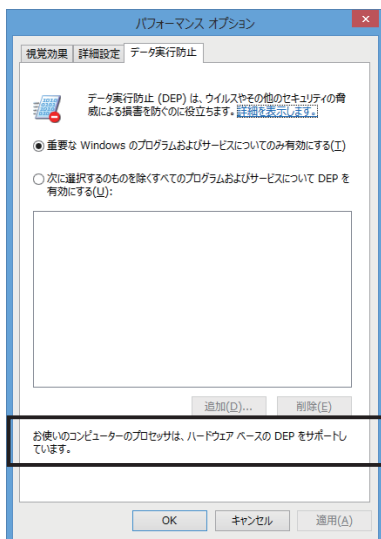 パフォーマンス オプション
視覚効果 詳細設定 データ実行防止
データ実行防止 (DEP) は、ウイルスやその他のセキュリティの脅
威による損害を防ぐのに役立ちます。詳細を表示します。
重要な Windows のプログラムおよびサービスについてのみ有効にする(T)
次に選択するのものを除くすべてのプログラムおよびサービスについて DEP を
有効にする(U):
追加(D)... 削除(E)
お使いのコンピューターのプロセッサは、ハードウェア ベースの DEP をサポートし
ています。
OK キャンセル 適用(A)